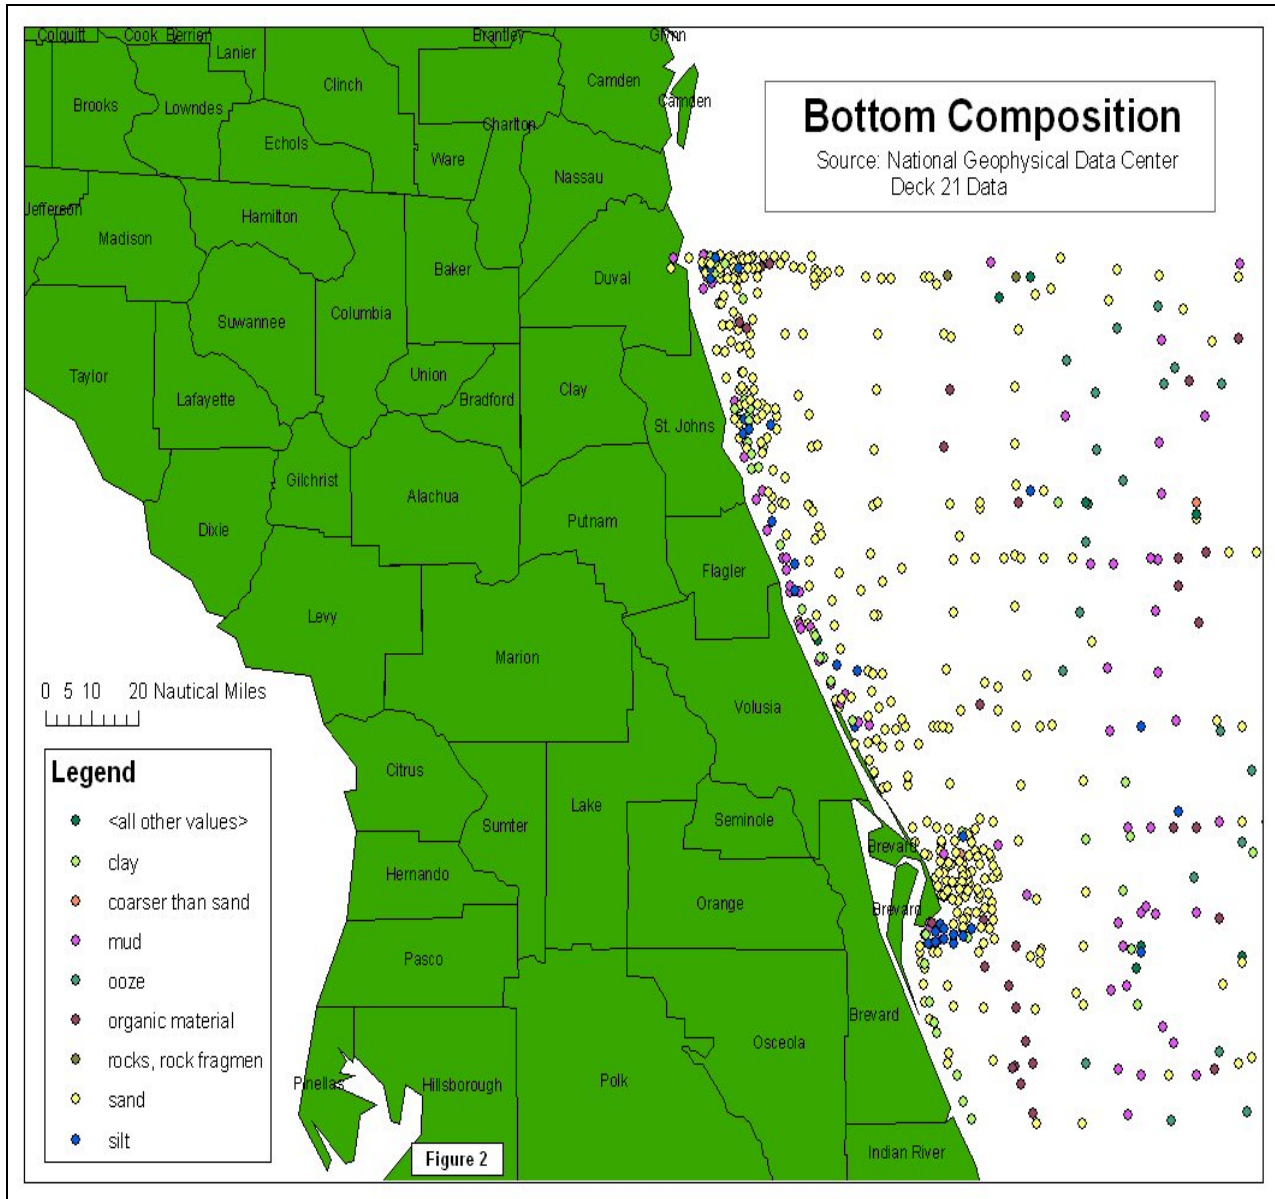 Colquitt Cook Berrien Brantley Glynn
Lanier
Clinch Camden
Brooks Lowndes Camden
Charlton
Echols
Ware
Nassau
Jefferson
Hamilton
Madison
Baker Duval
Columbia
Suwannee
Taylor Union Clay
Lafayette Bradford
St. Johns
Gilchrist
Alachua
Dixie Putnam
Flagler
Levy
Marion
Volusia
Citrus
Lake
Sumter Seminole
Brevard
Hernando
Orange Brevard
Pasco
Brevard
Osceola
Pinellas Hillsborough Polk
Indian River
Bottom Composition
Source: National Geophysical Data Center
Deck 21 Data
0 5 10 20 Nautical Miles
Legend
<all other values>
clay
coarser than sand
mud
ooze
organic material
rocks, rock fragmen
sand
silt
Figure 2